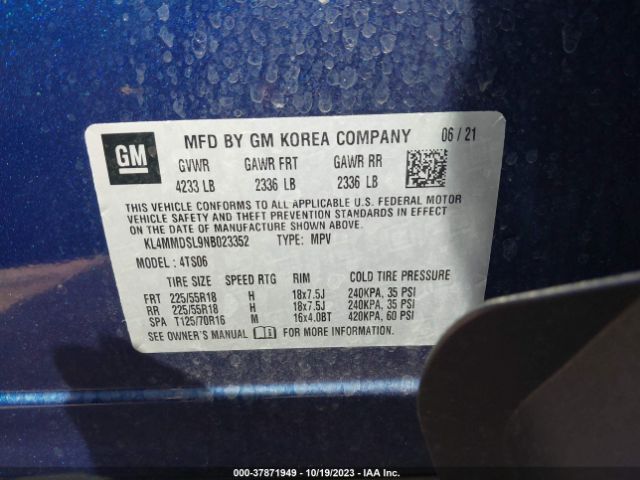 GM
MFD BY GM KOREA COMPANY 06 / 21
GVWR GAWR FRT GAWR RR
4233 LB 2336 LB 2336 LB
THIS VEHICLE CONFORMS TO ALL APPLICABLE U.S. FEDERAL MOTOR
VEHICLE SAFETY AND THEFT PREVENTION STANDARDS IN EFFECT
ON THE DATE OF MANUFACTURE SHOWN ABOVE.
KL4MMDSL9NB023352 TYPE: MPV
MODEL: 4TS06
TIRE SIZE SPEED RTG RIM COLD TIRE PRESSURE
FRT 225/55R18 H 18x7.5J 240KPA, 35 PSI
RR 225/55R18 H 18x7.5J 240KPA, 35 PSI
SPA T125/70R16 M 16x4.0BT 420KPA, 60 PSI
SEE OWNER'S MANUAL FOR MORE INFORMATION
000-37871949 | 10/19/2023 | IAA